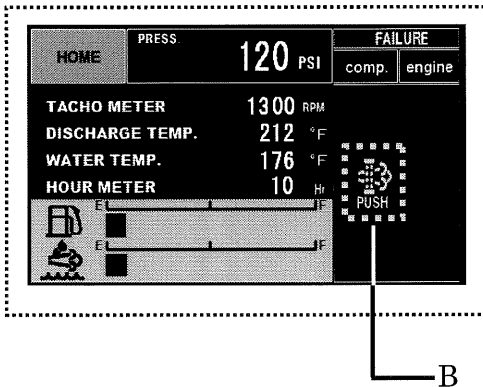 HOME PRESS. 120 PSI FAILURE
comp. engine
TACHO METER 1300 RPM
DISCHARGE TEMP. 212 °F
WATER TEMP. 176 °F
HOUR METER 10 Hr
PUSH
E F
E F
B